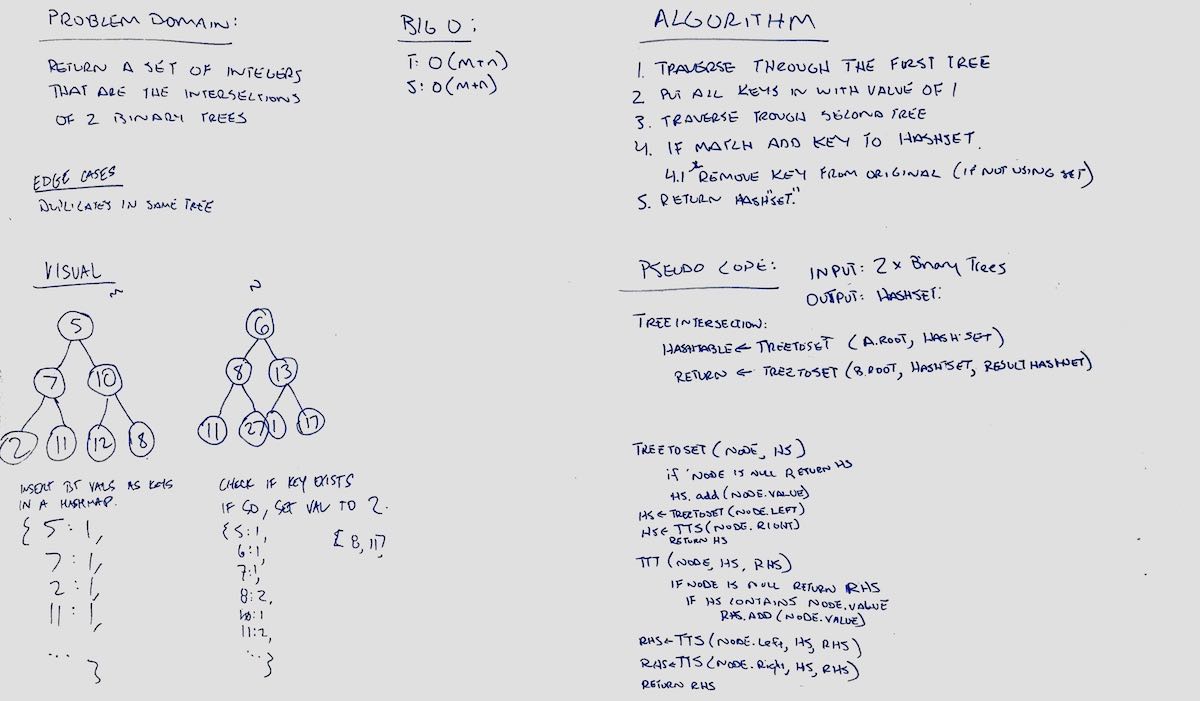 PROBLEM DOMAIN:
RETURN A SET OF INTEGERS
THAT ARE THE INTERSECTIONS
OF 2 BINARY TREES
EDGE CASES
DUPLICATES IN SAME TREE
BIG O:
T: O(m+n)
S: O(m+n)
ALGORITHM
1. TRAVERSE THROUGH THE FIRST TREE
2 PUT ALL KEYS IN WITH VALUE OF 1
3. TRAVERSE TROUGH SECOND TREE
4. IF MATCH ADD KEY TO HASHSET.
4.1 * REMOVE KEY FROM ORIGINAL (IF NOT USING SET)
5. RETURN HASH"SET."
VISUAL
M
5
7 10
2 11 12 8
INSERT BT VALS AS KEYS
IN A HASHMAP.
{ 5:1,
7:1,
2:1,
11:1,
...
}
N
6
8 13
11 27 1 17
CHECK IF KEY EXISTS
IF SO, SET VAL TO 2.
{5:1,
6:1,
7:1,
8:2,
10:1
11:2,
...}
[8, 11]
PSEUDO CODE:
INPUT: 2 x Binary Trees
OUTPUT: HASHSET.
TREEINTERSECTION:
HASHTABLE ← TREETOSET (A.ROOT, HASHSET)
RETURN ← TREETOSET (B.ROOT, HASHSET, RESULTHASHSET)
TREETOSET (NODE, HS)
if NODE IS NULL RETURN HS
HS. add (NODE.VALUE)
HS ← TREETOSET (NODE.LEFT)
HS ← TTS (NODE.RIGHT)
RETURN HS
TTT (NODE, HS, RHS)
IF NODE IS NULL RETURN RHS
IF HS CONTAINS NODE.VALUE
RHS.ADD (NODE.VALUE)
RHS ← TTS (NODE.Left, HS, RHS)
RHS ← TTS (NODE.Right, HS, RHS)
RETURN RHS